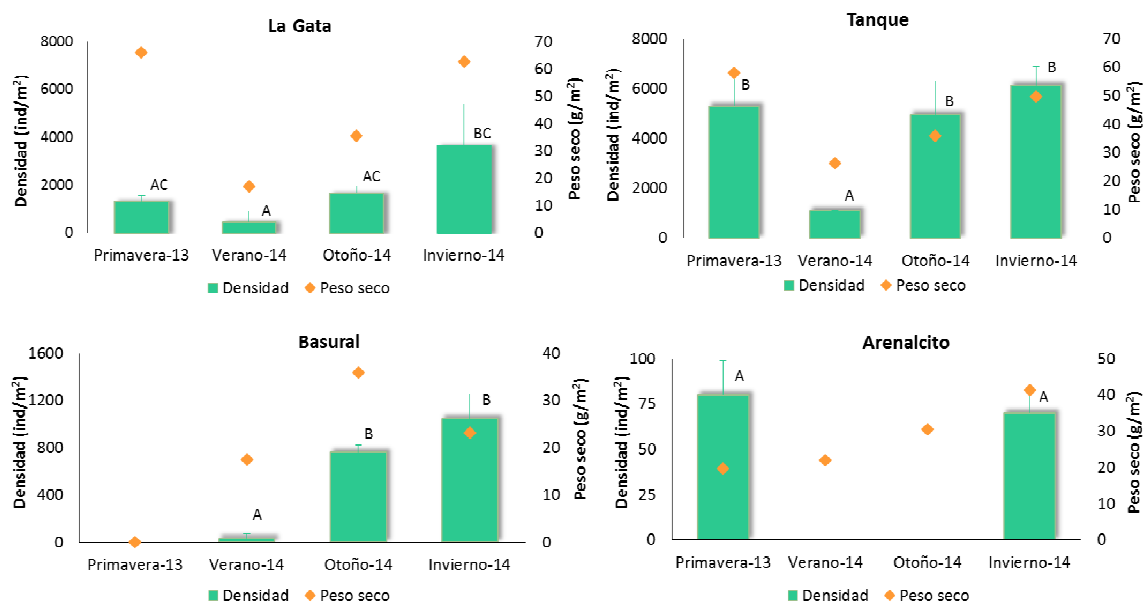 La Gata
8000
6000
4000
2000
0
Densidad (ind/m²)
70
60
50
40
30
20
10
0
Peso seco (g/m²)
AC
A
AC
BC
Primavera-13 Verano-14 Otoño-14 Invierno-14
Densidad Peso seco
Tanque
8000
6000
4000
2000
0
Densidad (ind/m²)
70
60
50
40
30
20
10
0
Peso seco (g/m²)
B
A
B
B
Primavera-13 Verano-14 Otoño-14 Invierno-14
Densidad Peso seco
Basural
1600
1200
800
400
0
Densidad (ind/m²)
40
30
20
10
0
Peso seco (g/m²)
A
B
B
Primavera-13 Verano-14 Otoño-14 Invierno-14
Densidad Peso seco
Arenalcito
100
75
50
25
0
Densidad (ind/m²)
50
40
30
20
10
0
Peso seco (g/m²)
A
A
Primavera-13 Verano-14 Otoño-14 Invierno-14
Densidad Peso seco